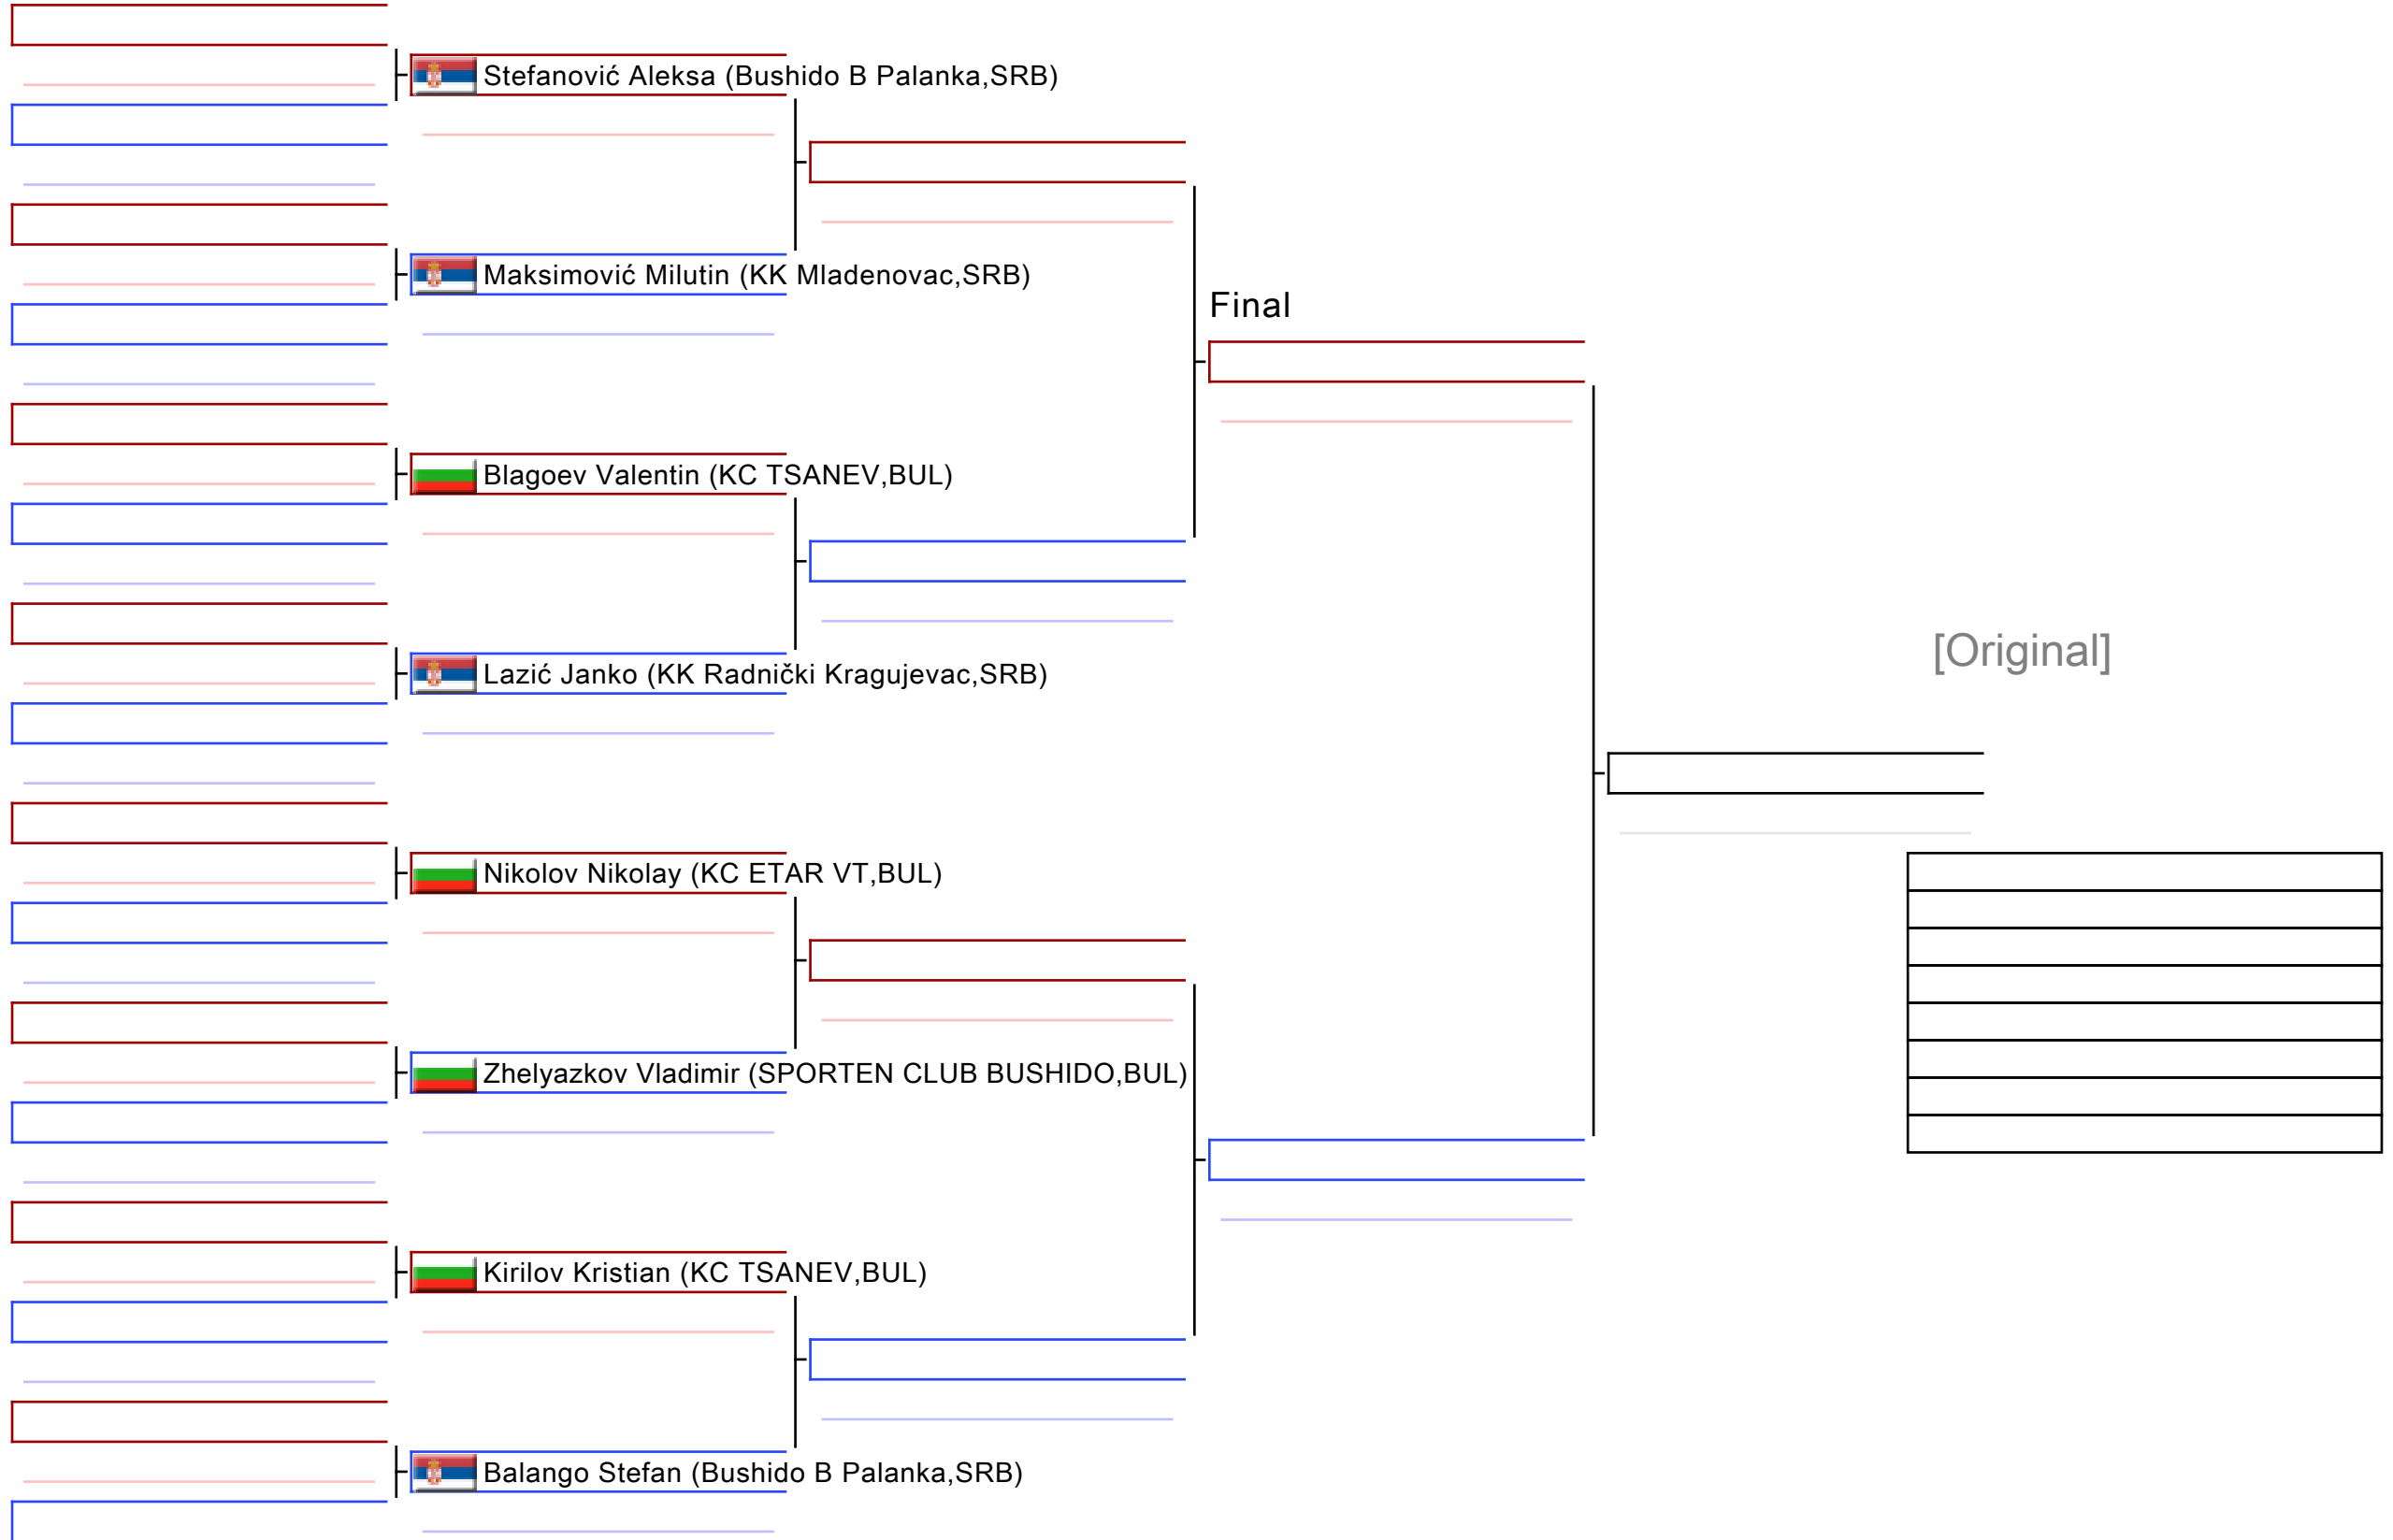 Stefanović Aleksa (Bushido B Palanka,SRB)
Maksimović Milutin (KK Mladenovac,SRB)
Final
Blagoev Valentin (KC TSANEV,BUL)
[Original]
Lazić Janko (KK Radnički Kragujevac,SRB)
Nikolov Nikolay (KC ETAR VT,BUL)
Zhelyazkov Vladimir (SPORTEN CLUB BUSHIDO,BUL)
Kirilov Kristian (KC TSANEV,BUL)
Balango Stefan (Bushido B Palanka,SRB)